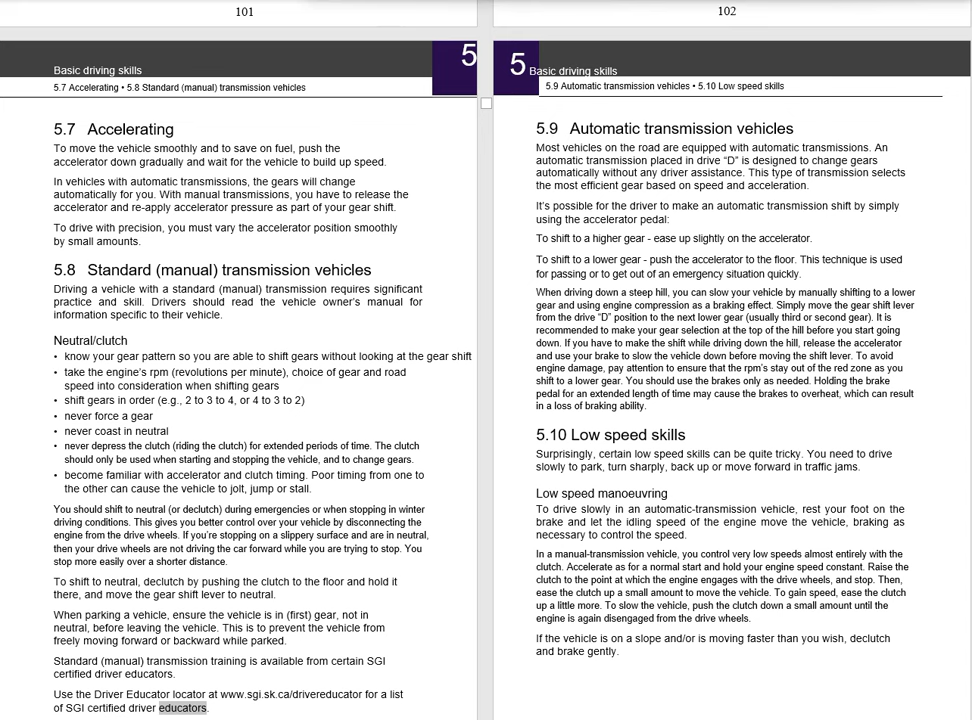 101
Basic driving skills
5
5.7 Accelerating • 5.8 Standard (manual) transmission vehicles
5.7 Accelerating
To move the vehicle smoothly and to save on fuel, push the
accelerator down gradually and wait for the vehicle to build up speed.
In vehicles with automatic transmissions, the gears will change
automatically for you. With manual transmissions, you have to release the
accelerator and re-apply accelerator pressure as part of your gear shift.
To drive with precision, you must vary the accelerator position smoothly
by small amounts.
5.8 Standard (manual) transmission vehicles
Driving a vehicle with a standard (manual) transmission requires significant
practice and skill. Drivers should read the vehicle owner's manual for
information specific to their vehicle.
Neutral/clutch
• know your gear pattern so you are able to shift gears without looking at the gear shift
• take the engine's rpm (revolutions per minute), choice of gear and road
speed into consideration when shifting gears
• shift gears in order (e.g., 2 to 3 to 4, or 4 to 3 to 2)
• never force a gear
• never coast in neutral
• never depress the clutch (riding the clutch) for extended periods of time. The clutch
should only be used when starting and stopping the vehicle, and to change gears.
• become familiar with accelerator and clutch timing. Poor timing from one to
the other can cause the vehicle to jolt, jump or stall.
You should shift to neutral (or declutch) during emergencies or when stopping in winter
driving conditions. This gives you better control over your vehicle by disconnecting the
engine from the drive wheels. If you're stopping on a slippery surface and are in neutral,
then your drive wheels are not driving the car forward while you are trying to stop. You
stop more easily over a shorter distance.
To shift to neutral, declutch by pushing the clutch to the floor and hold it
there, and move the gear shift lever to neutral.
When parking a vehicle, ensure the vehicle is in (first) gear, not in
neutral, before leaving the vehicle. This is to prevent the vehicle from
freely moving forward or backward while parked.
Standard (manual) transmission training is available from certain SGI
certified driver educators.
Use the Driver Educator locator at www.sgi.sk.ca/drivereducator for a list
of SGI certified driver educators.
102
5 Basic driving skills
5.9 Automatic transmission vehicles • 5.10 Low speed skills
5.9 Automatic transmission vehicles
Most vehicles on the road are equipped with automatic transmissions. An
automatic transmission placed in drive “D” is designed to change gears
automatically without any driver assistance. This type of transmission selects
the most efficient gear based on speed and acceleration.
It's possible for the driver to make an automatic transmission shift by simply
using the accelerator pedal:
To shift to a higher gear - ease up slightly on the accelerator.
To shift to a lower gear - push the accelerator to the floor. This technique is used
for passing or to get out of an emergency situation quickly.
When driving down a steep hill, you can slow your vehicle by manually shifting to a lower
gear and using engine compression as a braking effect. Simply move the gear shift lever
from the drive “D” position to the next lower gear (usually third or second gear). It is
recommended to make your gear selection at the top of the hill before you start going
down. If you have to make the shift while driving down the hill, release the accelerator
and use your brake to slow the vehicle down before moving the shift lever. To avoid
engine damage, pay attention to ensure that the rpm's stay out of the red zone as you
shift to a lower gear. You should use the brakes only as needed. Holding the brake
pedal for an extended length of time may cause the brakes to overheat, which can result
in a loss of braking ability.
5.10 Low speed skills
Surprisingly, certain low speed skills can be quite tricky. You need to drive
slowly to park, turn sharply, back up or move forward in traffic jams.
Low speed manoeuvring
To drive slowly in an automatic-transmission vehicle, rest your foot on the
brake and let the idling speed of the engine move the vehicle, braking as
necessary to control the speed.
In a manual-transmission vehicle, you control very low speeds almost entirely with the
clutch. Accelerate as for a normal start and hold your engine speed constant. Raise the
clutch to the point at which the engine engages with the drive wheels, and stop. Then,
ease the clutch up a small amount to move the vehicle. To gain speed, ease the clutch
up a little more. To slow the vehicle, push the clutch down a small amount until the
engine is again disengaged from the drive wheels.
If the vehicle is on a slope and/or is moving faster than you wish, declutch
and brake gently.